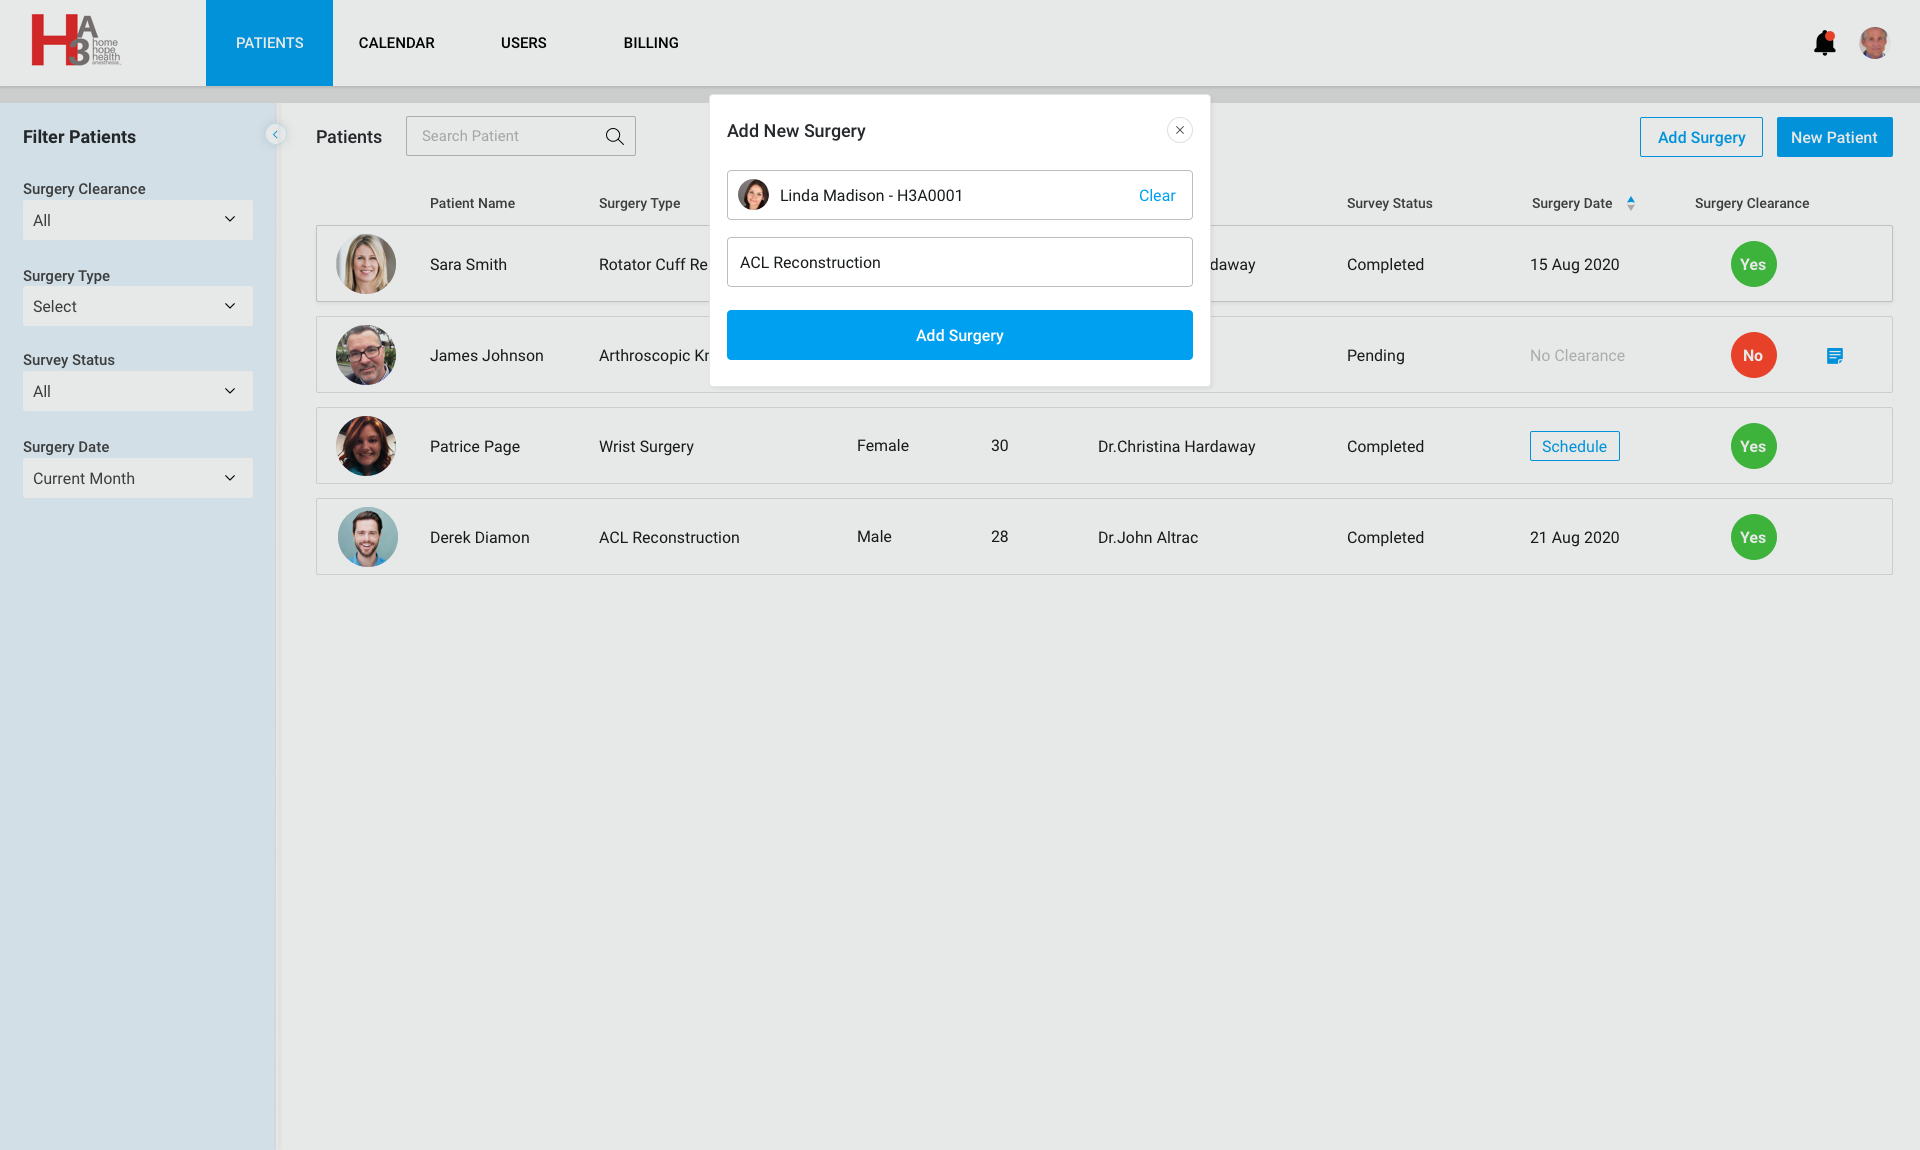 HA3 home hope health anesthesia
PATIENTS CALENDAR USERS BILLING
Filter Patients
Surgery Clearance
All
Surgery Type
Select
Survey Status
All
Surgery Date
Current Month
Patients Search Patient
Add Surgery New Patient
Add New Surgery
Linda Madison - H3A0001 Clear
ACL Reconstruction
Add Surgery
Patient Name Surgery Type Survey Status Surgery Date Surgery Clearance
Sara Smith Rotator Cuff Re daway Completed 15 Aug 2020 Yes
James Johnson Arthroscopic Kr Pending No Clearance No
Patrice Page Wrist Surgery Female 30 Dr.Christina Hardaway Completed Schedule Yes
Derek Diamon ACL Reconstruction Male 28 Dr.John Altrac Completed 21 Aug 2020 Yes